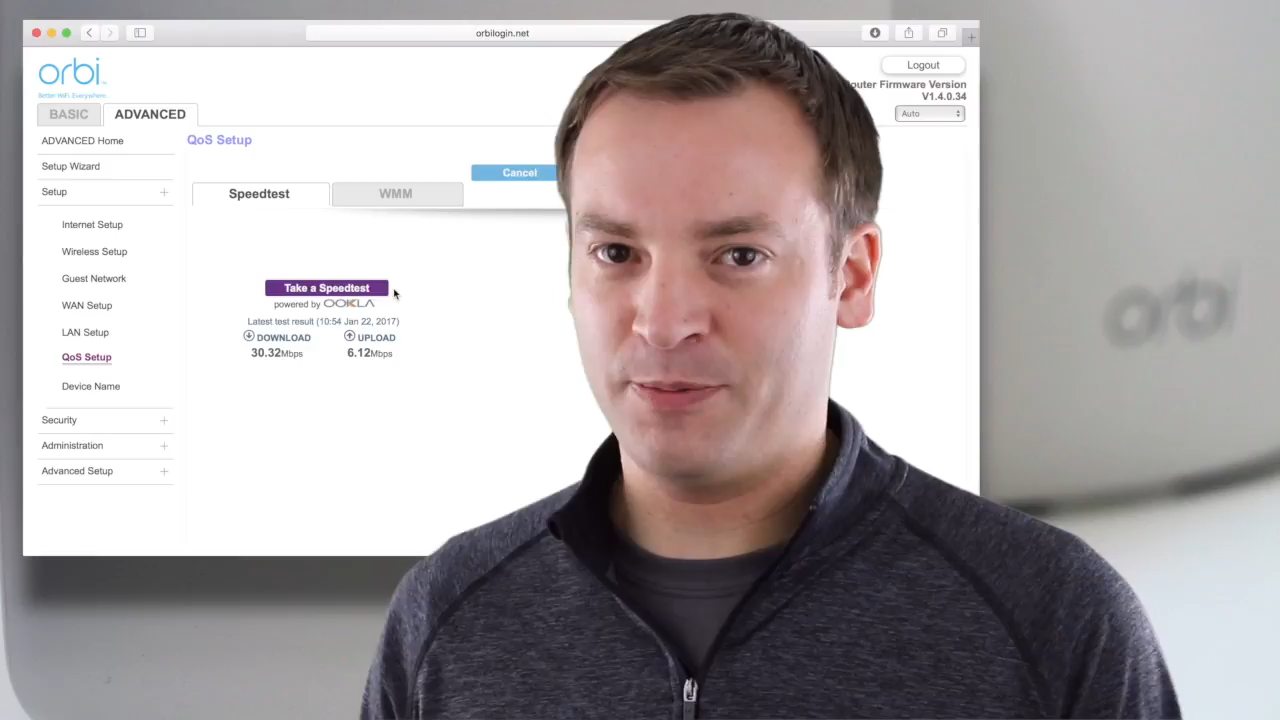 orbilogin.net
orbi
Better WiFi. Everywhere.
Logout
Router Firmware Version
V1.4.0.34
BASIC
ADVANCED
Auto
ADVANCED Home
Setup Wizard
Setup
Internet Setup
Wireless Setup
Guest Network
WAN Setup
LAN Setup
QoS Setup
Device Name
Security
Administration
Advanced Setup
QoS Setup
Cancel
Speedtest
WMM
Take a Speedtest
powered by OOKLA
Latest test result (10:54 Jan 22, 2017)
DOWNLOAD UPLOAD
30.32Mbps 6.12Mbps
orbi